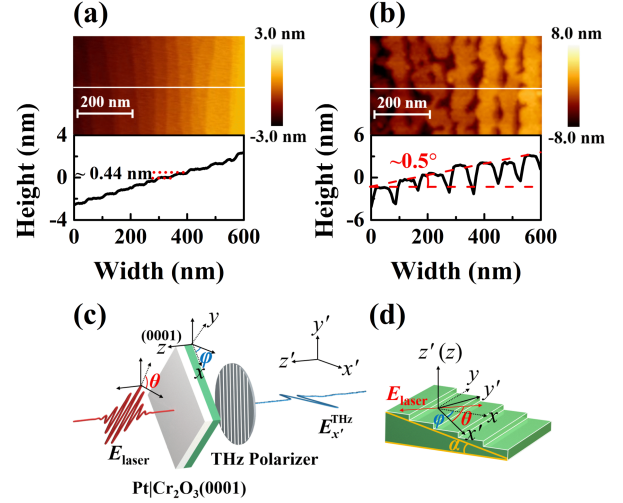 (a)
3.0 nm
200 nm
-3.0 nm
Height (nm)
4
0
-4
~ 0.44 nm
0 200 400 600
Width (nm)
(b)
8.0 nm
200 nm
-8.0 nm
Height (nm)
6
0
-6
~0.5°
0 200 400 600
Width (nm)
(c)
(0001)
z
y
x
φ
θ
y'
z'
x'
E_laser
E_x'^THz
THz Polarizer
Pt|Cr₂O₃(0001)
(d)
z' (z)
y
y'
E_laser
φ
θ
x
x'
α